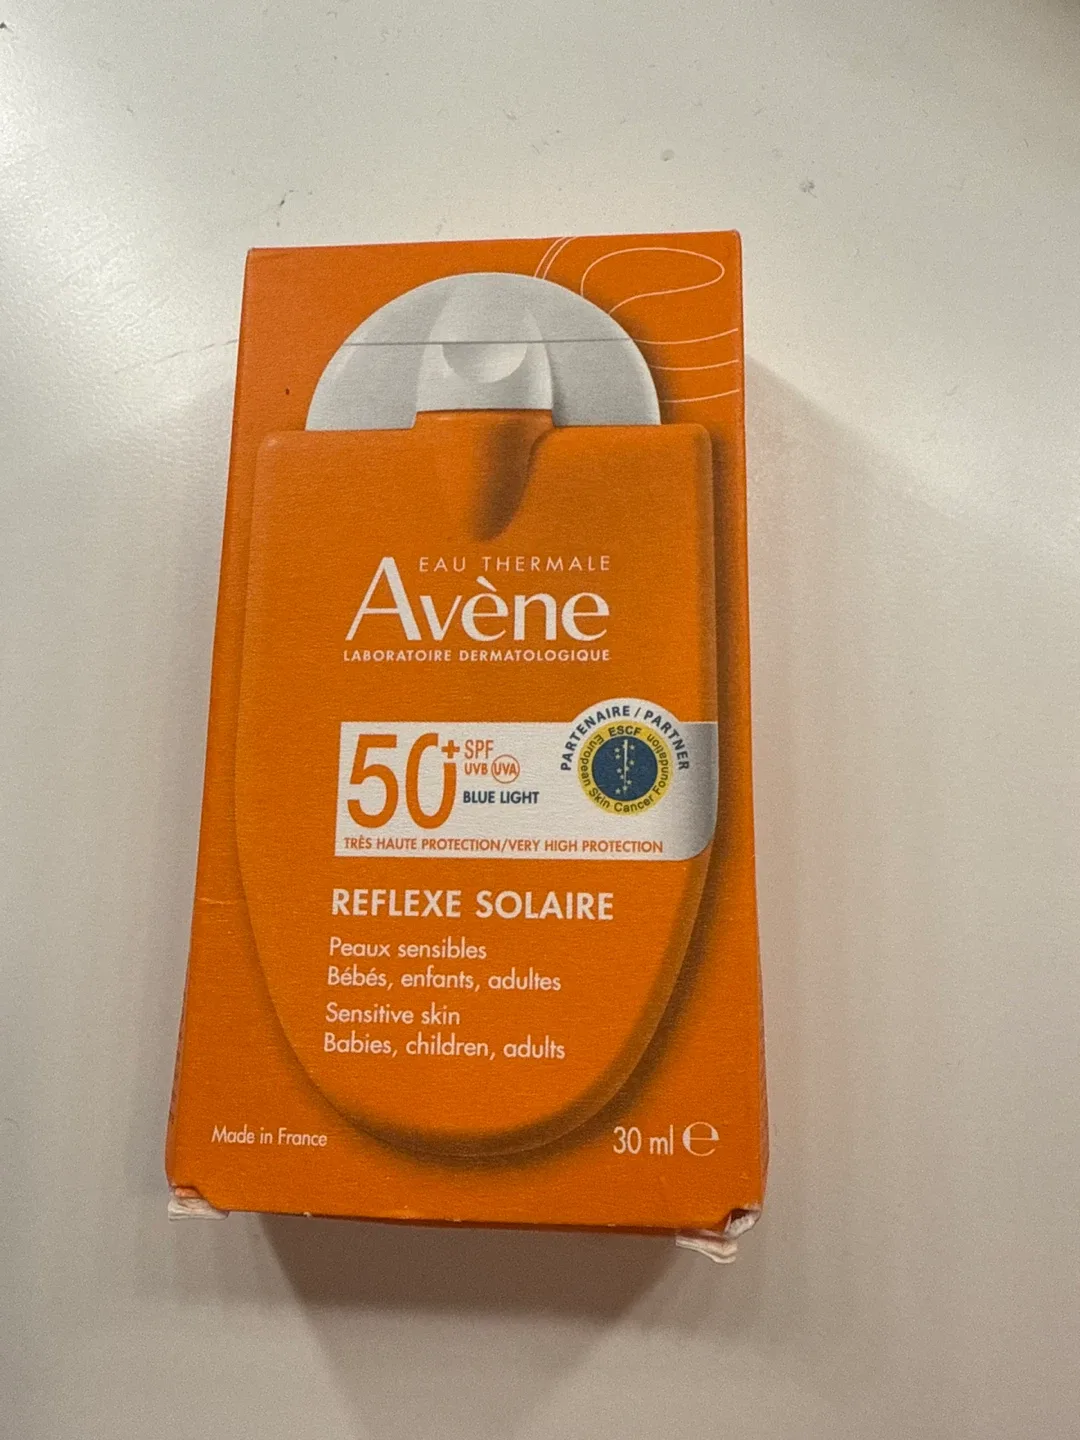 EAU THERMALE
Avène
LABORATOIRE DERMATOLOGIQUE
50+ SPF
UVB UVA
BLUE LIGHT
TRÈS HAUTE PROTECTION/VERY HIGH PROTECTION
PARTENAIRE / PARTNER
ESCF
European Skin Cancer Foundation
REFLEXE SOLAIRE
Peaux sensibles
Bébés, enfants, adultes
Sensitive skin
Babies, children, adults
Made in France
30 ml ℮